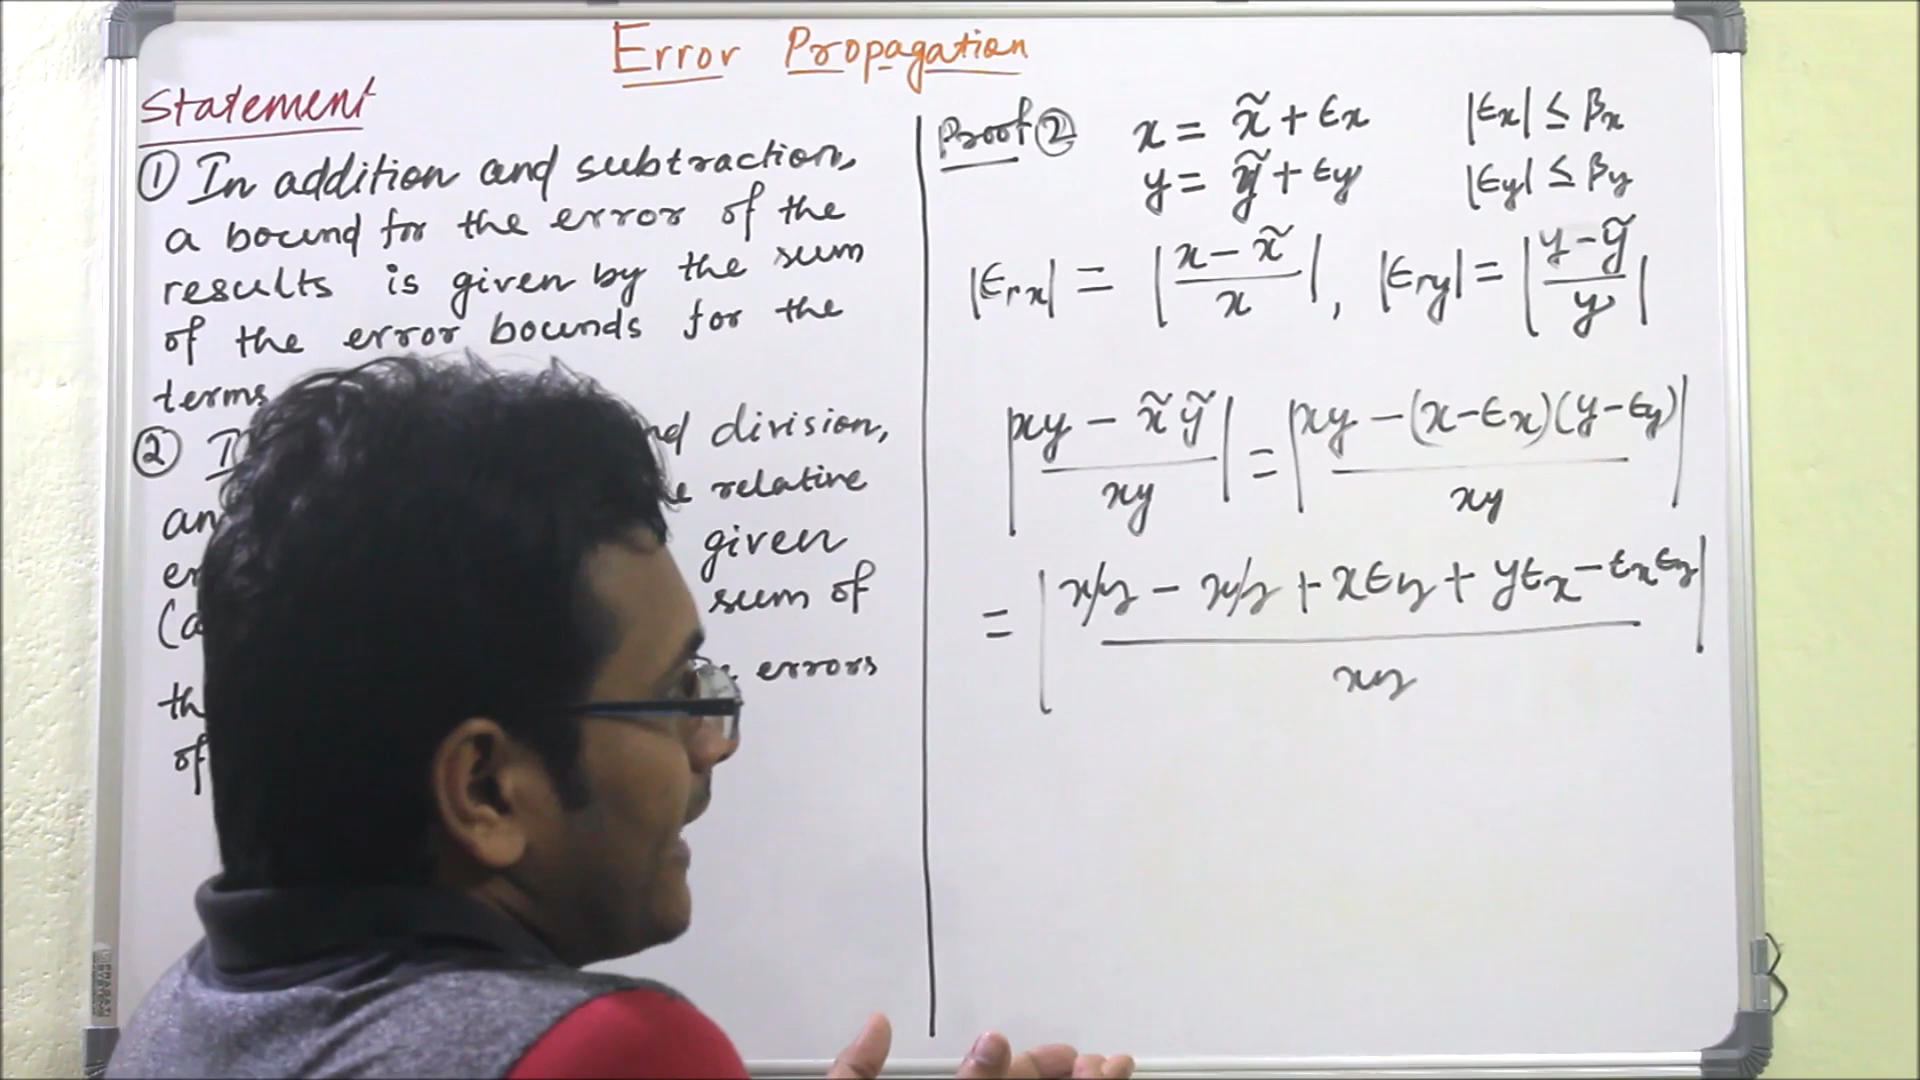 Error Propagation
Statement
① In addition and subtraction,
a bound for the error of the
results is given by the sum
of the error bounds for the
terms
② I nd division,
an relative
er given
(a sum of
th errors
of
Proof ② x = x̃ + ϵx |ϵx| ≤ βx
y = ỹ + ϵy |ϵy| ≤ βy
|ϵrx| = |(x - x̃)/x|, |ϵry| = |(y - ỹ)/y|
|(xy - x̃ỹ)/xy| = |(xy - (x - ϵx)(y - ϵy))/xy|
= |(xy - xy + xϵy + yϵx - ϵxϵy)/xy|